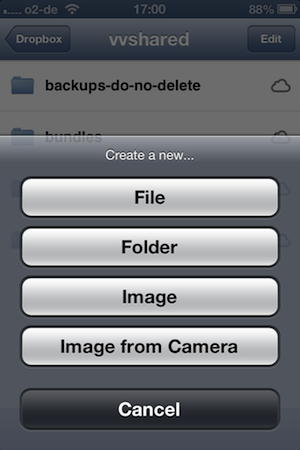 o2-de 17:00 88%
Dropbox vvshared Edit
backups-do-no-delete
bundles
Create a new...
File
Folder
Image
Image from Camera
Cancel